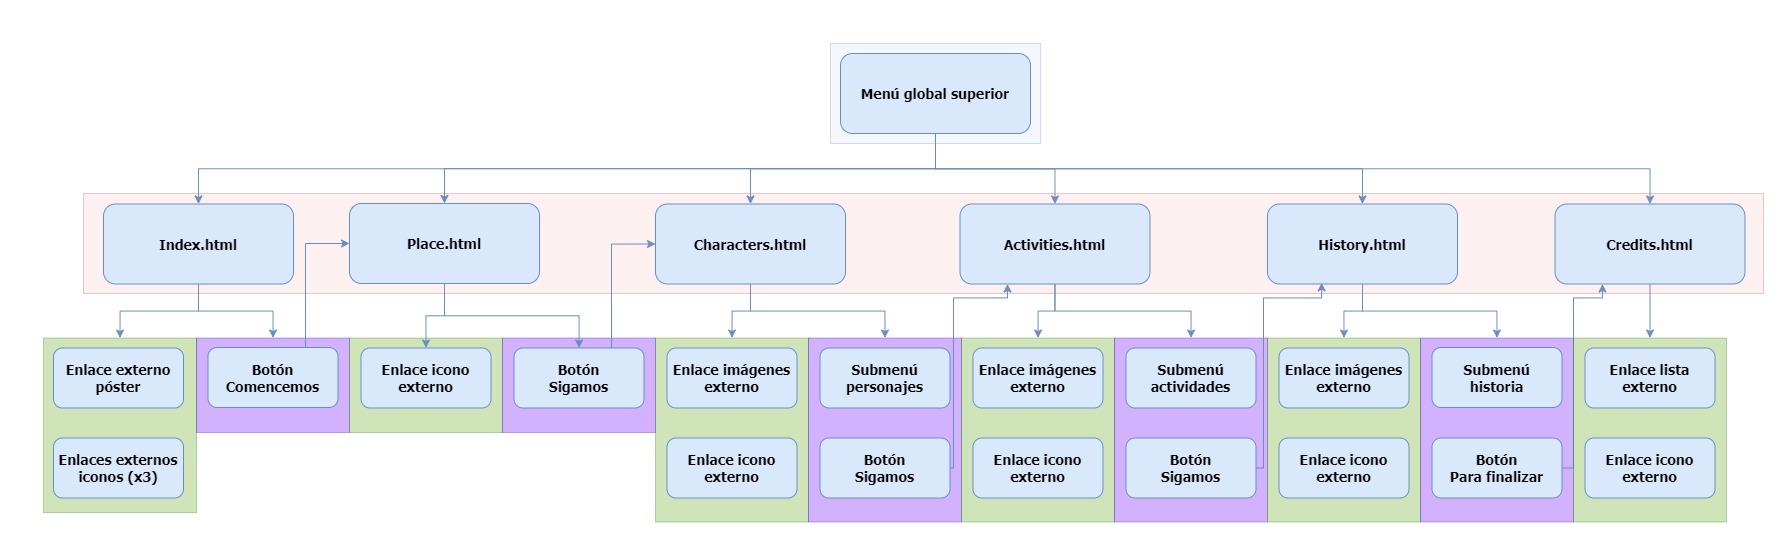 Menú global superior
Index.html
Place.html
Characters.html
Activities.html
History.html
Credits.html
Enlace externo
póster
Botón
Comencemos
Enlace icono
externo
Botón
Sigamos
Enlace imágenes
externo
Submenú
personajes
Enlace imágenes
externo
Submenú
actividades
Enlace imágenes
externo
Submenú
historia
Enlace lista
externo
Enlaces externos
iconos (x3)
Enlace icono
externo
Botón
Sigamos
Enlace icono
externo
Botón
Sigamos
Enlace icono
externo
Botón
Para finalizar
Enlace icono
externo